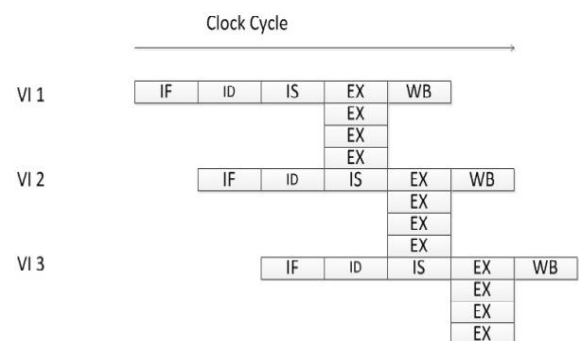 Clock Cycle
VI 1 IF ID IS EX WB
EX
EX
EX
VI 2 IF ID IS EX WB
EX
EX
EX
VI 3 IF ID IS EX WB
EX
EX
EX